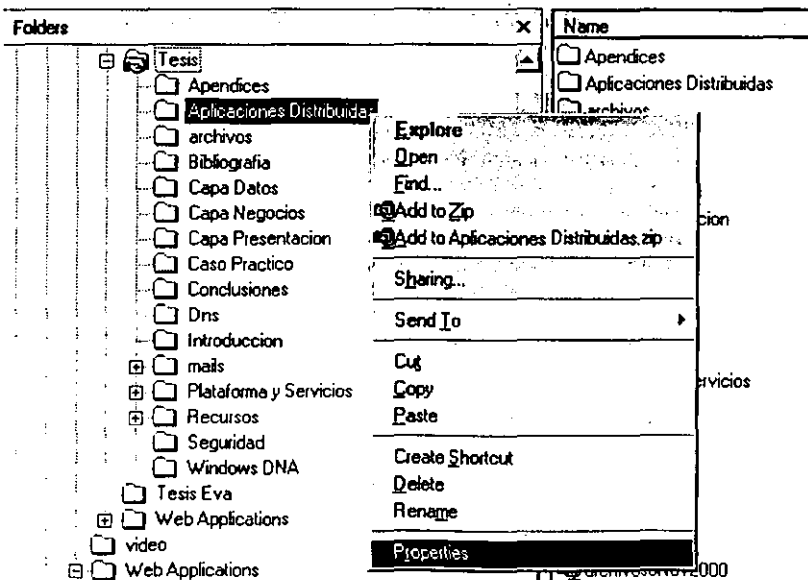 Folders
Tesis
Apendices
Aplicaciones Distribuida
archivos
Bibliografia
Capa Datos
Capa Negocios
Capa Presentacion
Caso Practico
Conclusiones
Dns
Introduccion
mails
Plataforma y Servicios
Recursos
Seguridad
Windows DNA
Tesis Eva
Web Applications
video
Web Applications
Explore
Open
Find...
Add to Zip
Add to Aplicaciones Distribuidas.zip
Sharing...
Send To
Cut
Copy
Paste
Create Shortcut
Delete
Rename
Properties
Name
Apendices
Aplicaciones Distribuidas
archivos
cion
ervicios